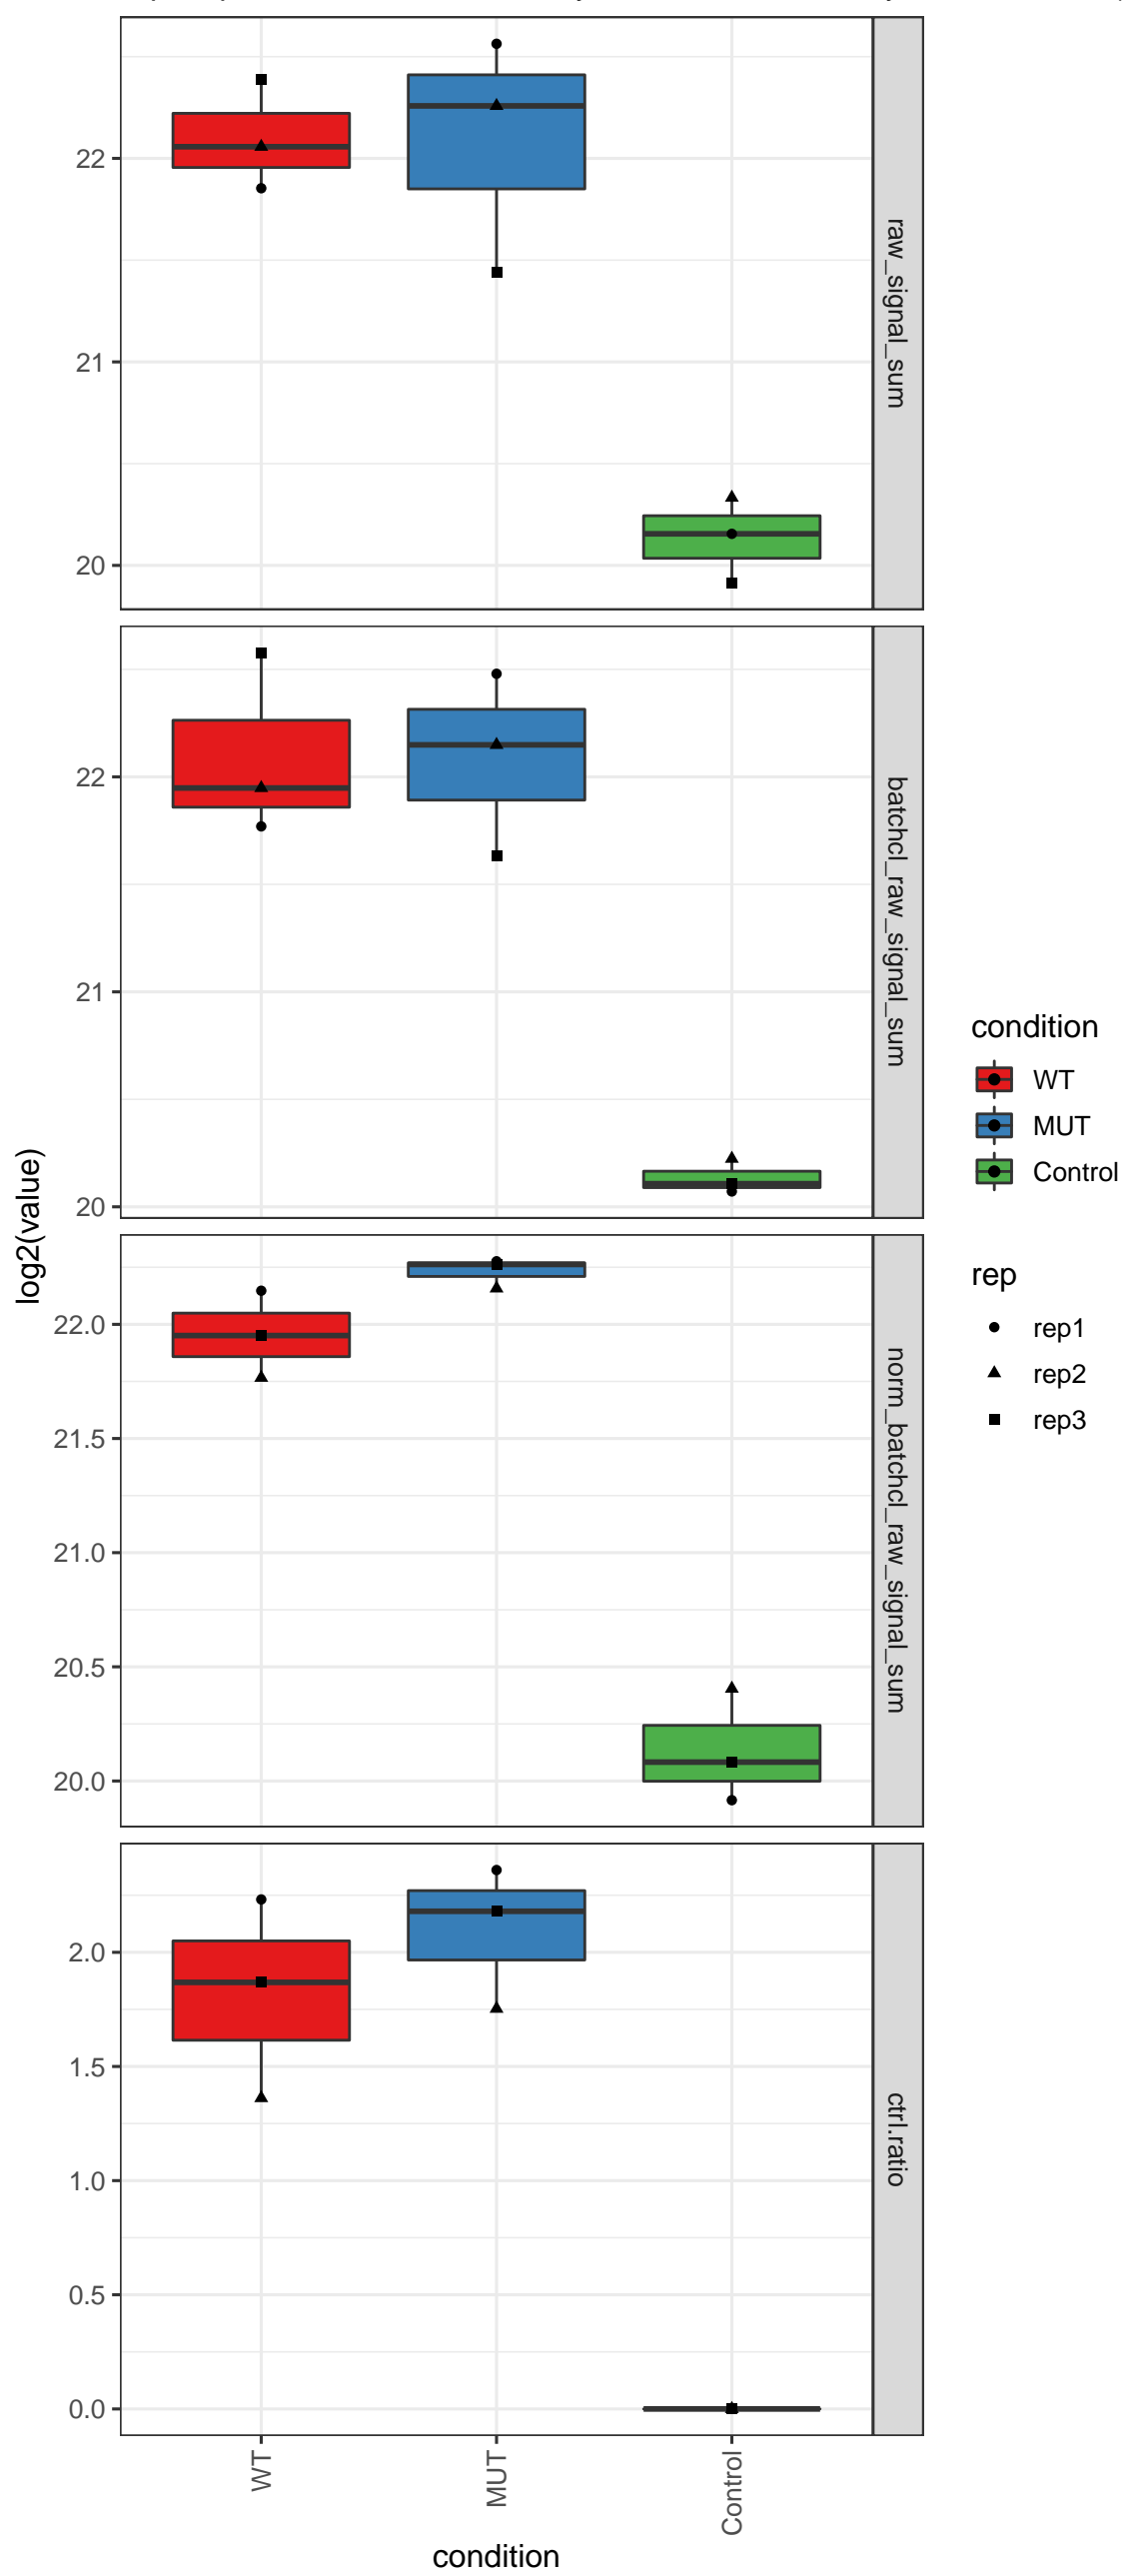 22
21
20
raw_signal_sum
22
21
20
batchcl_raw_signal_sum
22.0
21.5
21.0
20.5
20.0
norm_batchcl_raw_signal_sum
2.0
1.5
1.0
0.5
0.0
ctrl.ratio
log2(value)
WT
MUT
Control
condition
condition
WT
MUT
Control
rep
rep1
rep2
rep3